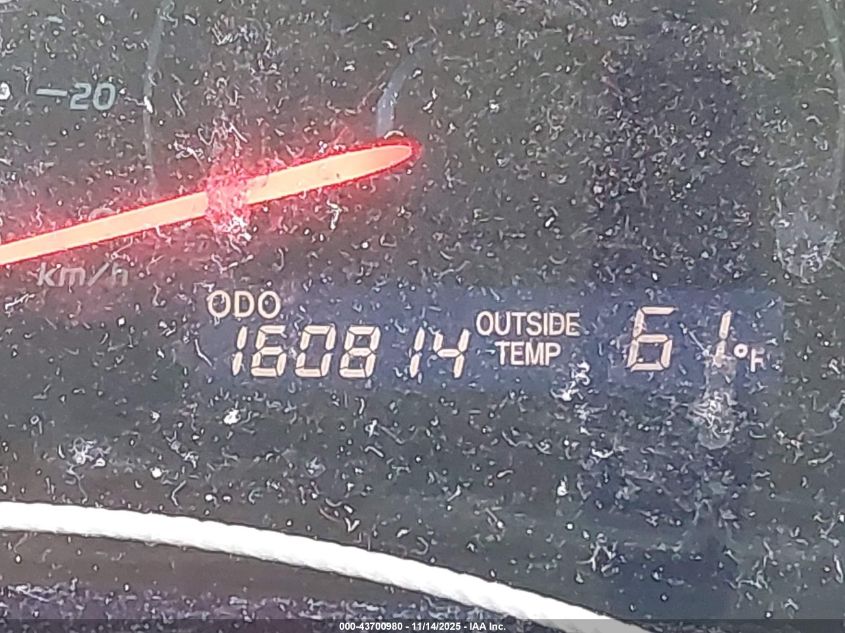 20
km/h
ODO
160814
OUTSIDE
TEMP
61°F
000-43700980 - 11/14/2025 - IAA Inc.